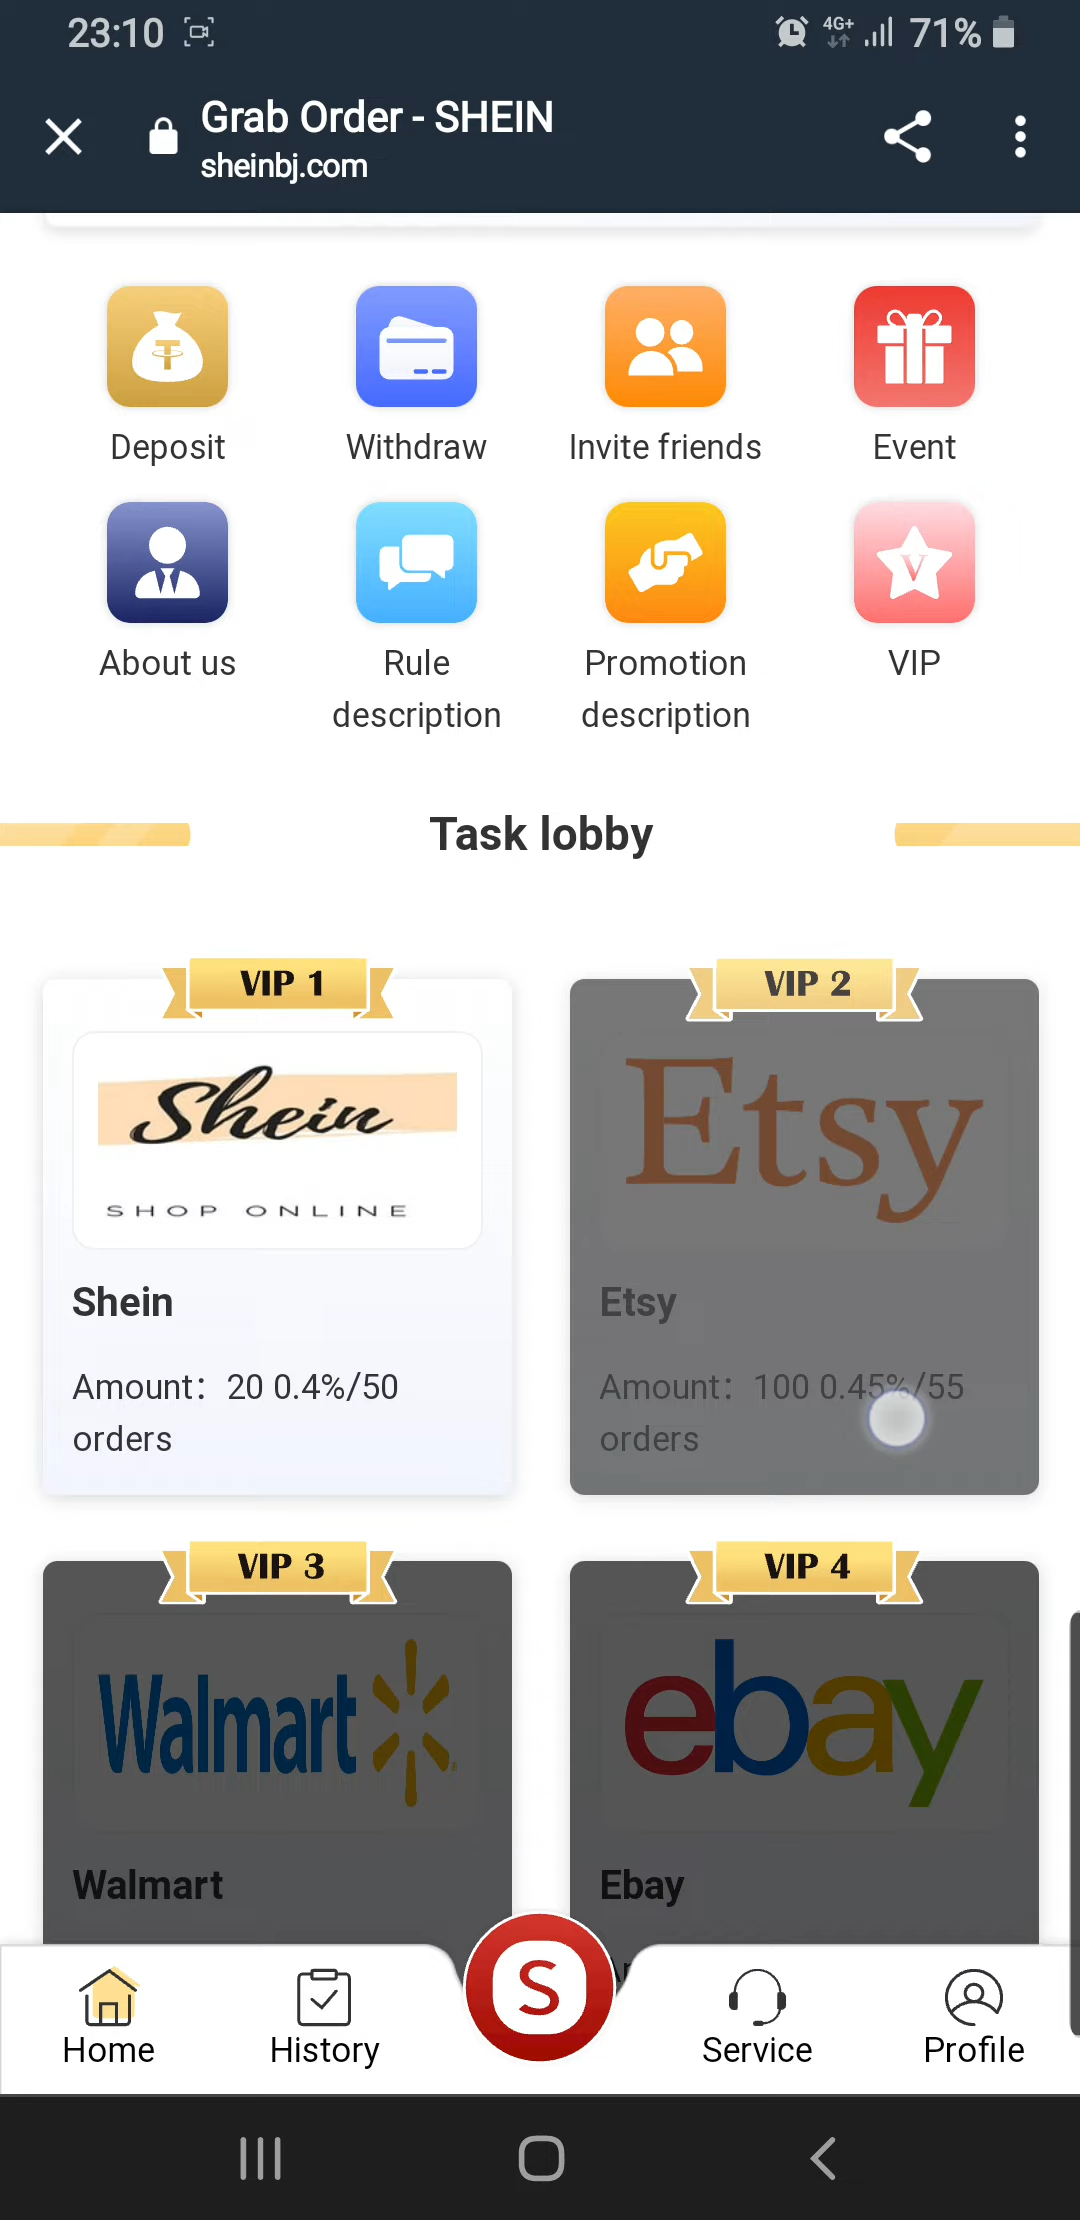 23:10
4G+
71%
Grab Order - SHEIN
sheinbj.com
Deposit
Withdraw
Invite friends
Event
V
About us
Rule
description
Promotion
description
VIP
Task lobby
VIP 1
VIP 2
Shein
SHOP ONLINE
Etsy
Shein
Etsy
Amount： 20 0.4%/50
orders
Amount： 100 0.45%/55
orders
VIP 3
VIP 4
Walmart
ebay
Walmart
Ebay
S
Home
History
Service
Profile